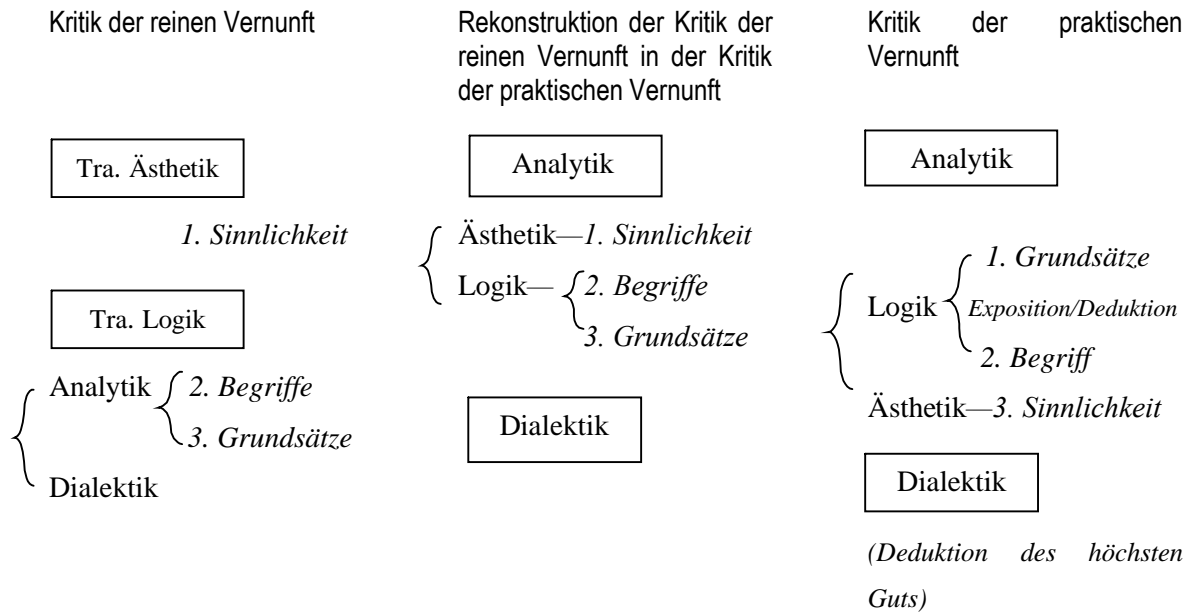 Kritik der reinen Vernunft
Tra. Ästhetik
1. Sinnlichkeit
Tra. Logik
Analytik
2. Begriffe
3. Grundsätze
Dialektik
Rekonstruktion der Kritik der
reinen Vernunft in der Kritik
der praktischen Vernunft
Analytik
Ästhetik—1. Sinnlichkeit
Logik—
2. Begriffe
3. Grundsätze
Dialektik
Kritik der praktischen
Vernunft
Analytik
1. Grundsätze
Logik
Exposition/Deduktion
2. Begriff
Ästhetik—3. Sinnlichkeit
Dialektik
(Deduktion des höchsten
Guts)